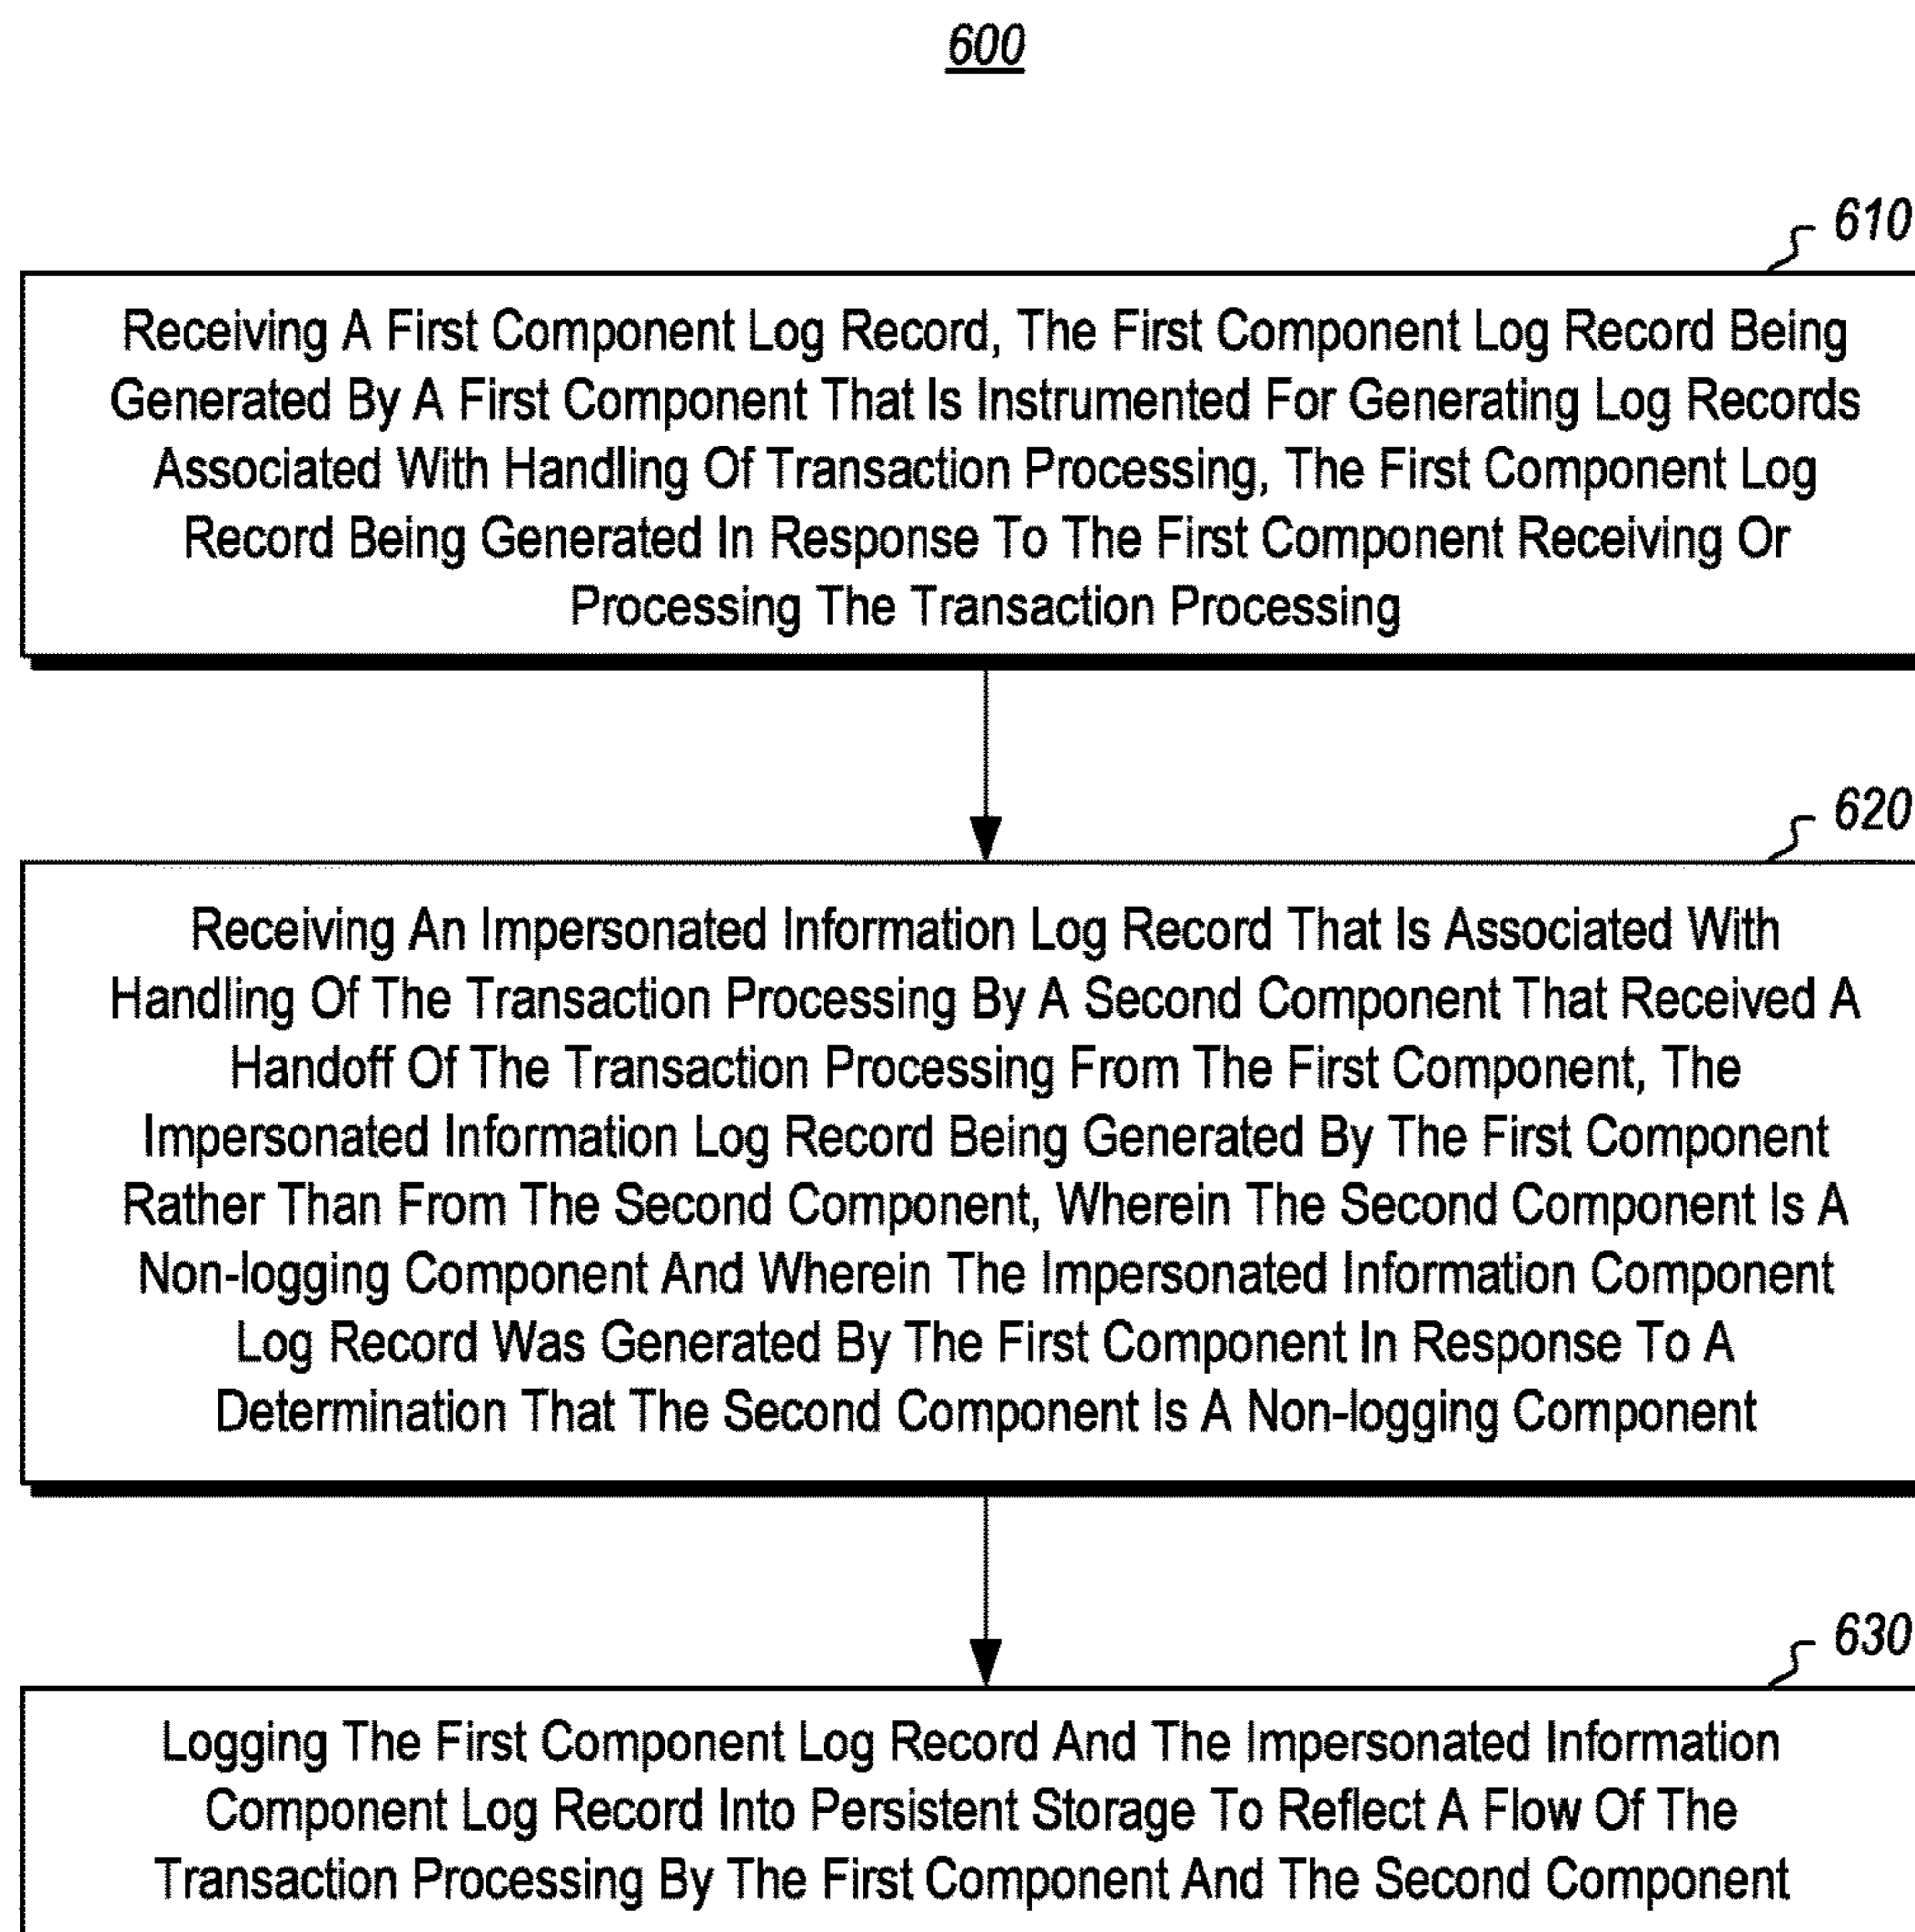 600
610
Receiving A First Component Log Record, The First Component Log Record Being
Generated By A First Component That Is Instrumented For Generating Log Records
Associated With Handling Of Transaction Processing, The First Component Log
Record Being Generated In Response To The First Component Receiving Or
Processing The Transaction Processing
620
Receiving An Impersonated Information Log Record That Is Associated With
Handling Of The Transaction Processing By A Second Component That Received A
Handoff Of The Transaction Processing From The First Component, The
Impersonated Information Log Record Being Generated By The First Component
Rather Than From The Second Component, Wherein The Second Component Is A
Non-logging Component And Wherein The Impersonated Information Component
Log Record Was Generated By The First Component In Response To A
Determination That The Second Component Is A Non-logging Component
630
Logging The First Component Log Record And The Impersonated Information
Component Log Record Into Persistent Storage To Reflect A Flow Of The
Transaction Processing By The First Component And The Second Component